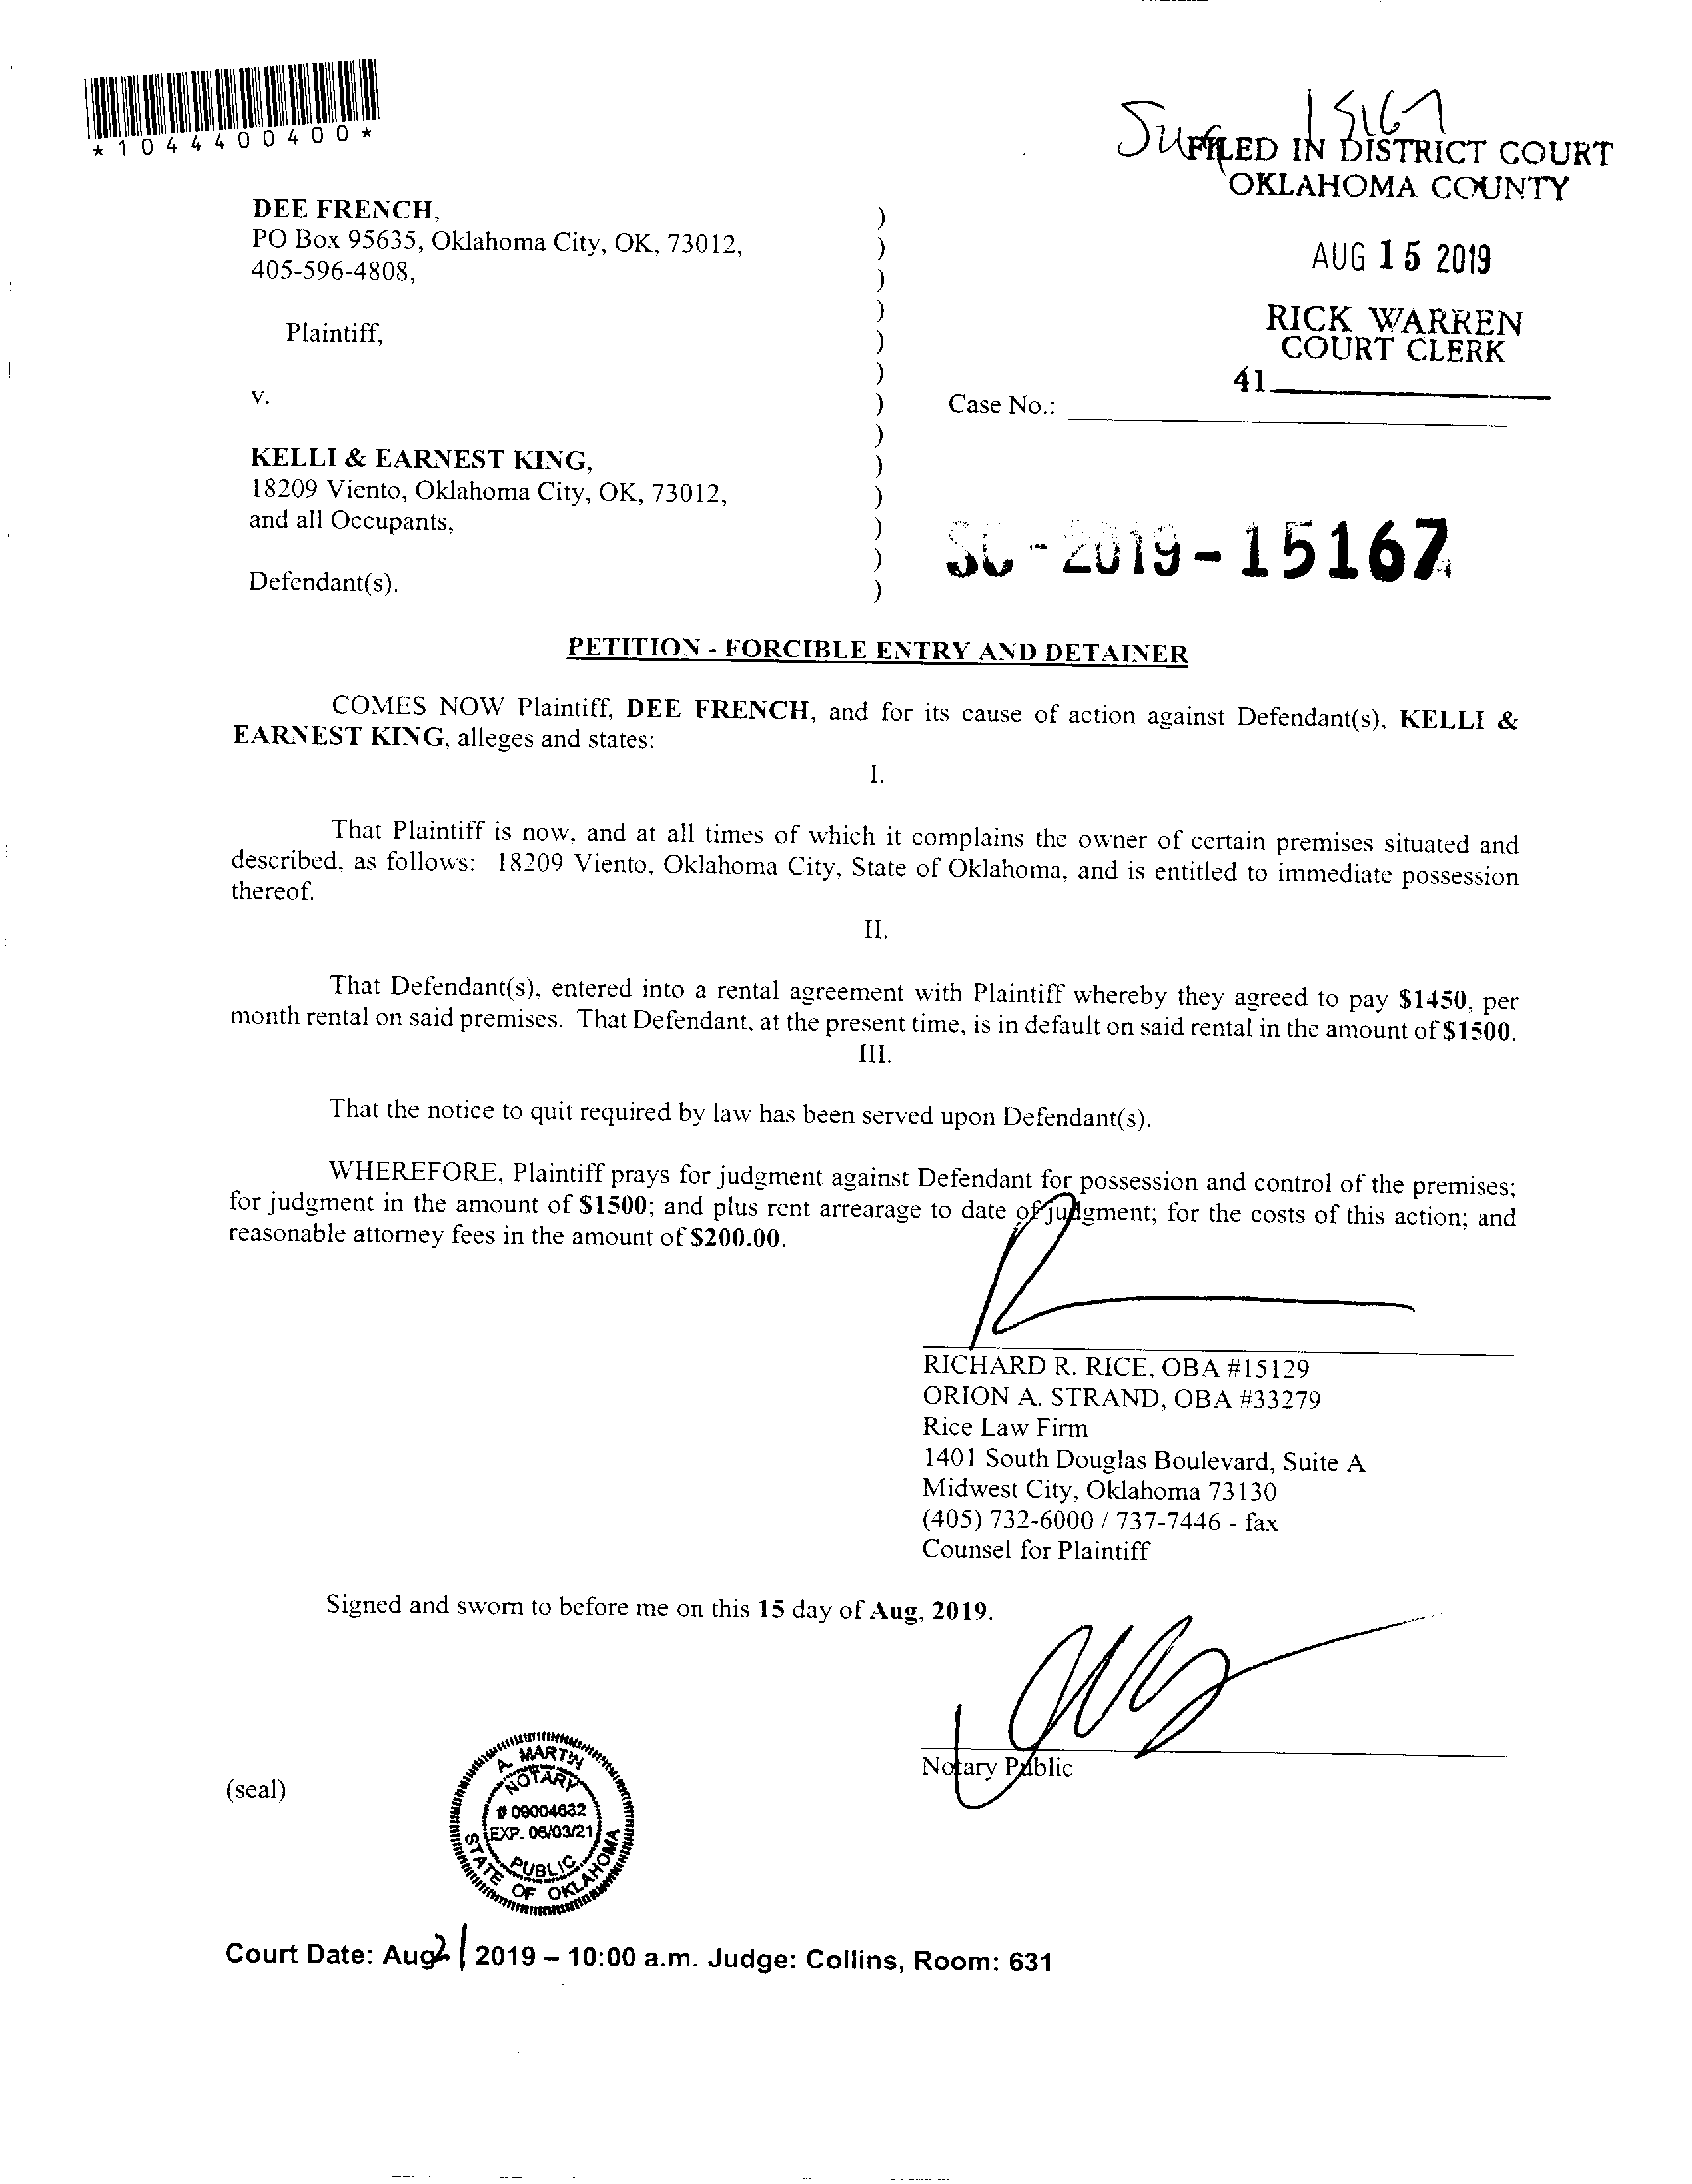 *1044400400*
15167
FILED IN DISTRICT COURT
OKLAHOMA COUNTY
AUG 15 2019
RICK WARREN
COURT CLERK
41
DEE FRENCH,
PO Box 95635, Oklahoma City, OK, 73012,
405-596-4808,
Plaintiff,
v.
Case No.:
KELLI & EARNEST KING,
18209 Viento, Oklahoma City, OK, 73012,
and all Occupants,
Defendant(s).
)
)
)
)
)
)
)
)
)
)
)
)
)
SC-2019-15167
PETITION - FORCIBLE ENTRY AND DETAINER
COMES NOW Plaintiff, DEE FRENCH, and for its cause of action against Defendant(s), KELLI &
EARNEST KING, alleges and states:
I.
That Plaintiff is now, and at all times of which it complains the owner of certain premises situated and
described, as follows: 18209 Viento, Oklahoma City, State of Oklahoma, and is entitled to immediate possession
thereof.
II.
That Defendant(s), entered into a rental agreement with Plaintiff whereby they agreed to pay $1450, per
month rental on said premises. That Defendant, at the present time, is in default on said rental in the amount of $1500.
III.
That the notice to quit required by law has been served upon Defendant(s).
WHEREFORE, Plaintiff prays for judgment against Defendant for possession and control of the premises;
for judgment in the amount of $1500; and plus rent arrearage to date of judgment; for the costs of this action; and
reasonable attorney fees in the amount of $200.00.
RICHARD R. RICE, OBA #15129
ORION A. STRAND, OBA #33279
Rice Law Firm
1401 South Douglas Boulevard, Suite A
Midwest City, Oklahoma 73130
(405) 732-6000 / 737-7446 - fax
Counsel for Plaintiff
Signed and sworn to before me on this 15 day of Aug, 2019.
Notary Public
(seal)
A. MARTIN
NOTARY
# 09004632
EXP. 06/03/21
PUBLIC
STATE OF OKLAHOMA
Court Date: Aug 21 2019 – 10:00 a.m. Judge: Collins, Room: 631